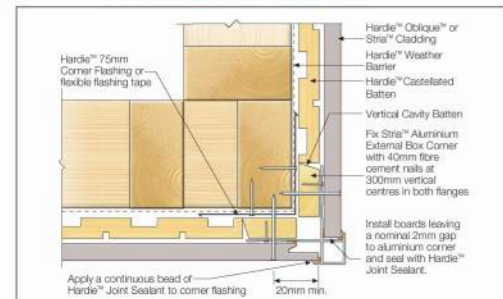 Hardie™ 75mm
Corner Flashing or
flexible flashing tape
Hardie™ Oblique™ or
Stria™ Cladding
Hardie™ Weather
Barrier
Hardie™ Castellated
Batten
Vertical Cavity Batten
Fix Stria™ Aluminium
External Box Corner
with 40mm fibre
cement nails at
300mm vertical
centres in both flanges
Install boards leaving
a nominal 2mm gap
to aluminium corner
and seal with Hardie™
Joint Sealant.
Apply a continuous bead of
Hardie™ Joint Sealant to corner flashing
20mm min.